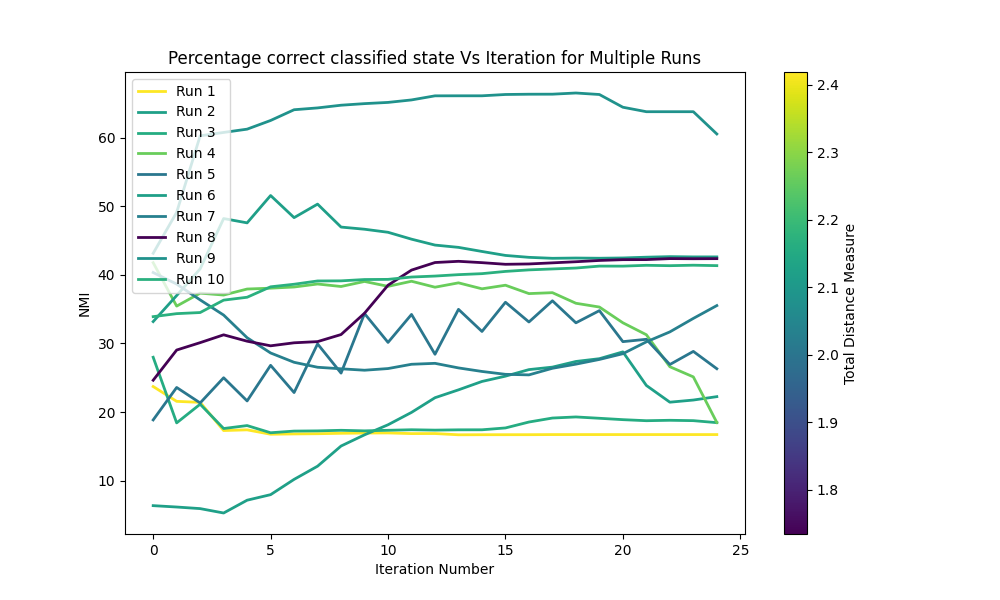 Percentage correct classified state Vs Iteration for Multiple Runs
Run 1
Run 2
Run 3
Run 4
Run 5
Run 6
Run 7
Run 8
Run 9
Run 10
60
50
40
30
20
10
NMI
0
5
10
15
20
25
Iteration Number
2.4
2.3
2.2
2.1
2.0
1.9
1.8
Total Distance Measure